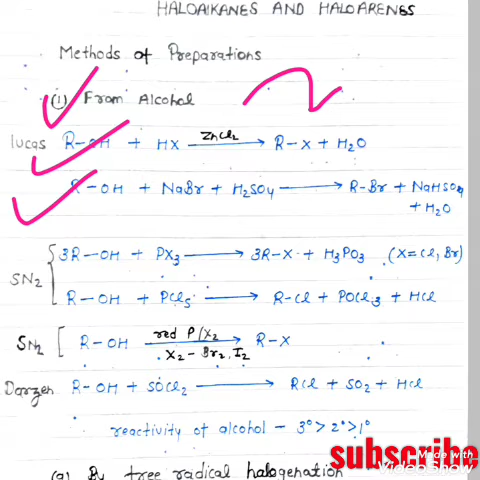 HALOALKANES AND HALOARENES
Methods of Preparations
(1) From Alcohol
lucas R-OH + HX —ZnCl2→ R-X + H2O
R-OH + NaBr + H2SO4 → R-Br + NaHSO4
+ H2O
SN2
3R-OH + PX3 → 3R-X + H3PO3 (X=Cl, Br)
R-OH + PCl5 → R-Cl + POCl3 + HCl
SN2 [ R-OH —red P/X2→ R-X
X2 - Br2, I2
Darzen R-OH + SOCl2 → RCl + SO2 + HCl
reactivity of alcohol - 3° > 2° > 1°
subscribe
Made with
VideoShow
By free radical halogenation